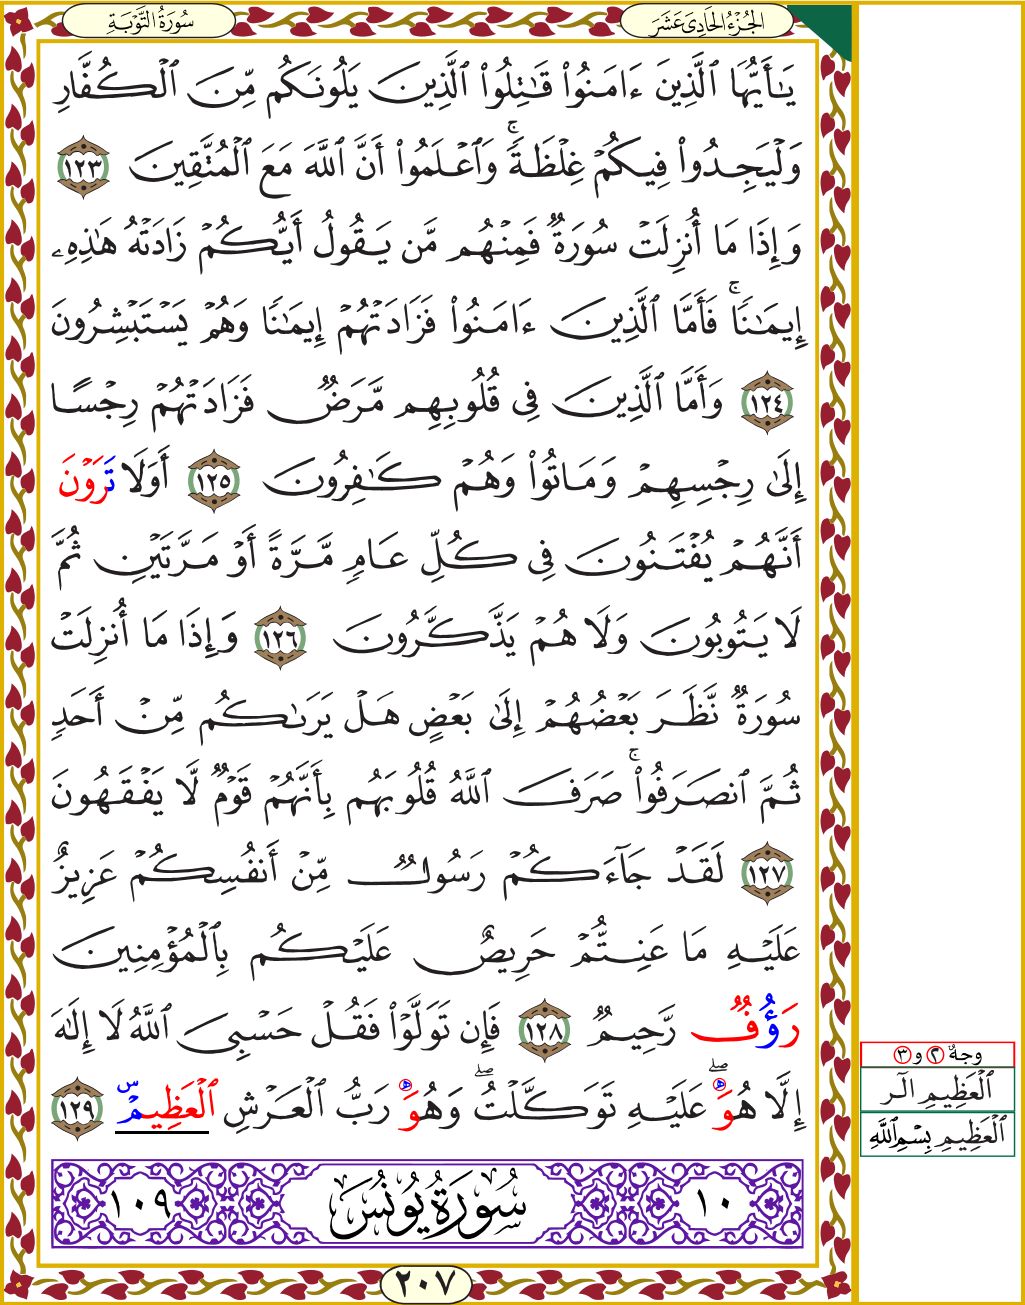 سُورَةُ التَّوْبَةِ
الجُزْءُ الحَادِىَ عَشَرَ
يَـٰٓأَيُّهَا ٱلَّذِينَ ءَامَنُوا۟ قَـٰتِلُوا۟ ٱلَّذِينَ يَلُونَكُم مِّنَ ٱلْكُفَّارِ
وَلْيَجِدُوا۟ فِيكُمْ غِلْظَةً ۚ وَٱعْلَمُوٓا۟ أَنَّ ٱللَّهَ مَعَ ٱلْمُتَّقِينَ ١٢٣
وَإِذَا مَآ أُنزِلَتْ سُورَةٌ فَمِنْهُم مَّن يَقُولُ أَيُّكُمْ زَادَتْهُ هَـٰذِهِۦٓ
إِيمَـٰنًا ۚ فَأَمَّا ٱلَّذِينَ ءَامَنُوا۟ فَزَادَتْهُمْ إِيمَـٰنًا وَهُمْ يَسْتَبْشِرُونَ
١٢٤ وَأَمَّا ٱلَّذِينَ فِى قُلُوبِهِم مَّرَضٌ فَزَادَتْهُمْ رِجْسًا
إِلَىٰ رِجْسِهِمْ وَمَاتُوا۟ وَهُمْ كَـٰفِرُونَ ١٢٥ أَوَلَا تَرَوْنَ
أَنَّهُمْ يُفْتَنُونَ فِى كُلِّ عَامٍ مَّرَّةً أَوْ مَرَّتَيْنِ ثُمَّ
لَا يَتُوبُونَ وَلَا هُمْ يَذَّكَّرُونَ ١٢٦ وَإِذَا مَآ أُنزِلَتْ
سُورَةٌ نَّظَرَ بَعْضُهُمْ إِلَىٰ بَعْضٍ هَلْ يَرَىٰكُم مِّنْ أَحَدٍ
ثُمَّ ٱنصَرَفُوا۟ ۚ صَرَفَ ٱللَّهُ قُلُوبَهُم بِأَنَّهُمْ قَوْمٌ لَّا يَفْقَهُونَ
١٢٧ لَقَدْ جَآءَكُمْ رَسُولٌ مِّنْ أَنفُسِكُمْ عَزِيزٌ
عَلَيْهِ مَا عَنِتُّمْ حَرِيصٌ عَلَيْكُم بِٱلْمُؤْمِنِينَ
رَؤُفٌ رَّحِيمٌ ١٢٨ فَإِن تَوَلَّوْا۟ فَقُلْ حَسْبِىَ ٱللَّهُ لَآ إِلَـٰهَ
إِلَّا هُوَ ۖ عَلَيْهِ تَوَكَّلْتُ ۖ وَهُوَ رَبُّ ٱلْعَرْشِ ٱلْعَظِيمِ ١٢٩
وجهٌ ٢ و ٣
ٱلْعَظِيمِ الٓر
ٱلْعَظِيمِ بِسْمِ ٱللَّهِ
١٠ سُورَةُ يُونُسَ ١٠٩
٢٠٧